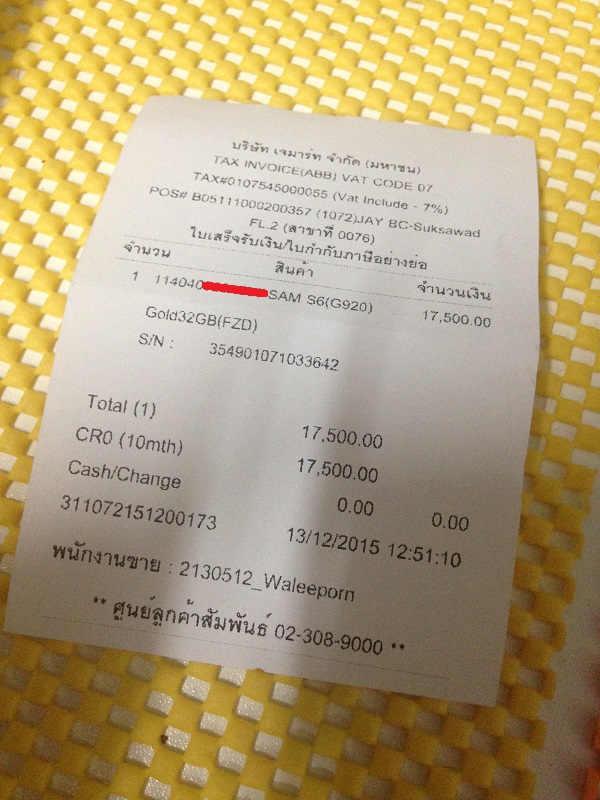 บริษัท เจมาร์ท จำกัด (มหาชน)
TAX INVOICE(ABB) VAT CODE 07
TAX#0107545000055 (Vat Include - 7%)
POS# B05111000200357 (1072)JAY BC-Suksawad
FL.2 (สาขาที่ 0076)
ใบเสร็จรับเงิน/ใบกำกับภาษีอย่างย่อ
จำนวน สินค้า จำนวนเงิน
1 114040 SAM S6(G920) 17,500.00
Gold32GB(FZD)
S/N : 354901071033642
Total (1) 17,500.00
CR0 (10mth) 17,500.00
Cash/Change 0.00 0.00
311072151200173 13/12/2015 12:51:10
พนักงานขาย : 2130512_Waleeporn
** ศูนย์ลูกค้าสัมพันธ์ 02-308-9000 **